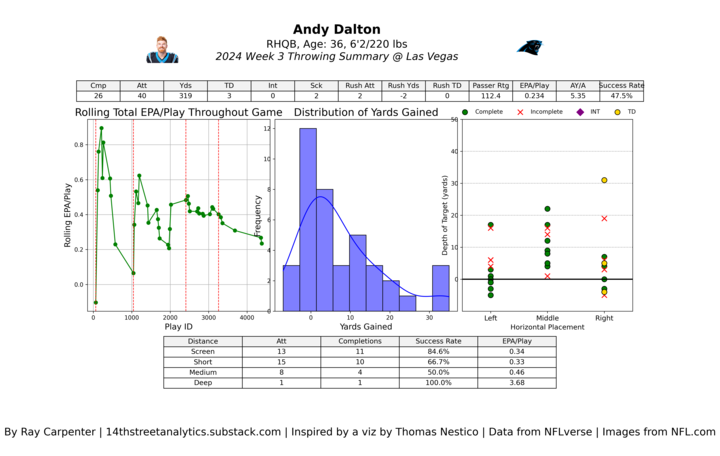 Andy Dalton
RHQB, Age: 36, 6'2/220 lbs
2024 Week 3 Throwing Summary @ Las Vegas
Cmp Att Yds TD Int Sck Rush Att Rush Yds Rush TD Passer Rtg EPA/Play AY/A Success Rate
26 40 319 3 0 2 2 -2 0 112.4 0.234 5.35 47.5%
Rolling Total EPA/Play Throughout Game
Distribution of Yards Gained
Complete Incomplete INT TD
Rolling EPA/Play
0.8
0.6
0.4
0.2
0.0
0 1000 2000 3000 4000
Play ID
Frequency
12
10
8
6
4
2
0
0 10 20 30
Yards Gained
Depth of Target (yards)
50
40
30
20
10
0
Left Middle Right
Horizontal Placement
Distance Att Completions Success Rate EPA/Play
Screen 13 11 84.6% 0.34
Short 15 10 66.7% 0.33
Medium 8 4 50.0% 0.46
Deep 1 1 100.0% 3.68
By Ray Carpenter | 14thstreetanalytics.substack.com | Inspired by a viz by Thomas Nestico | Data from NFLverse | Images from NFL.com